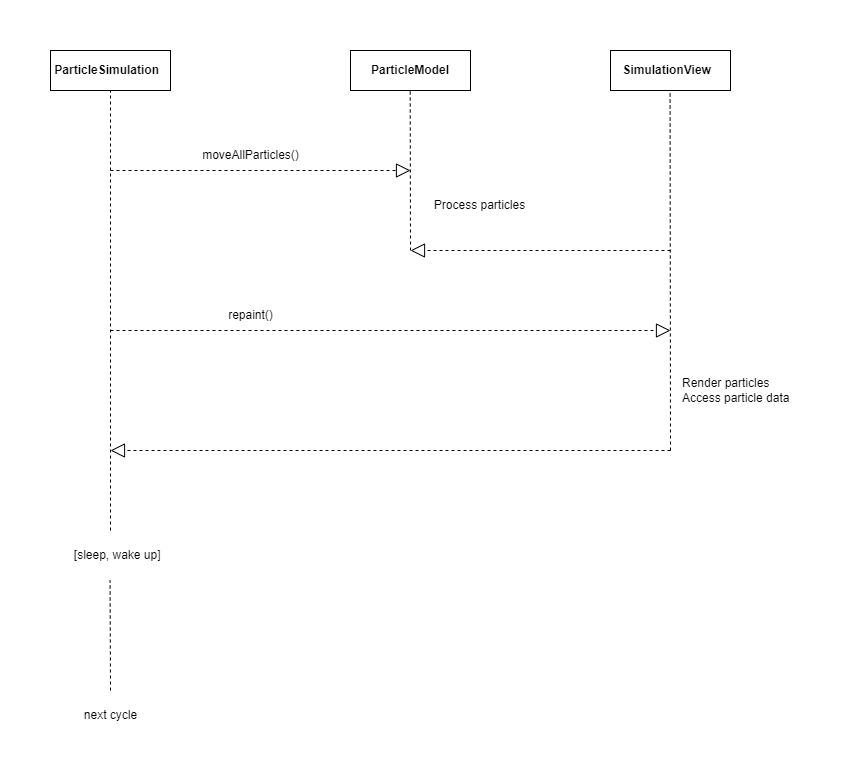 ParticleSimulation
ParticleModel
SimulationView
moveAllParticles()
Process particles
repaint()
Render particles
Access particle data
[sleep, wake up]
next cycle